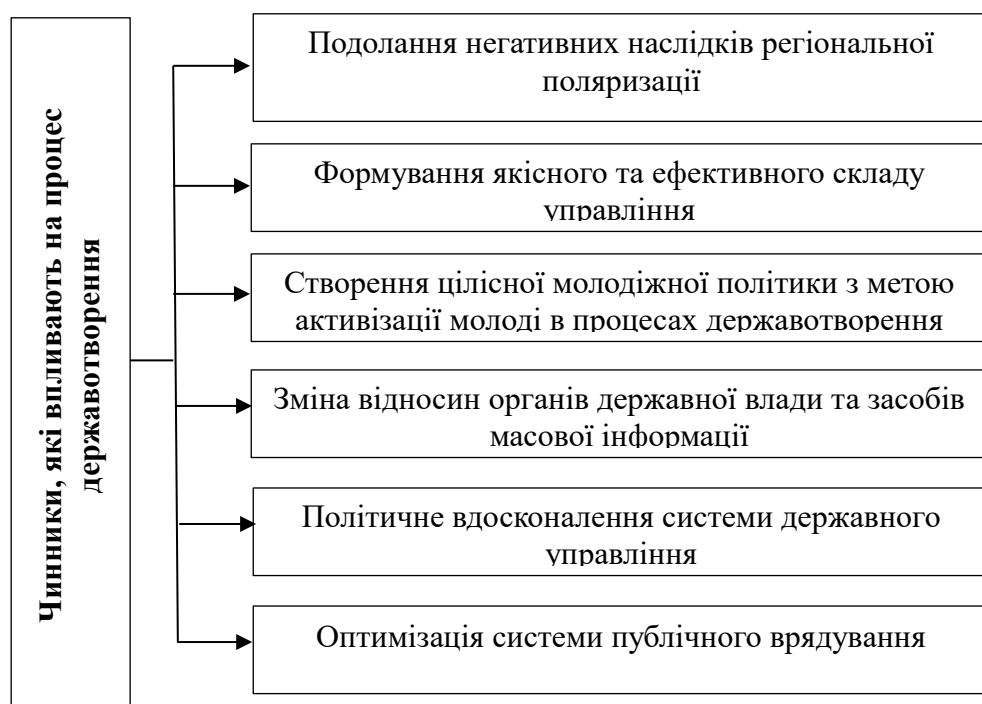 Чинники, які впливають на процес
державотворення
Подолання негативних наслідків регіональної
поляризації
Формування якісного та ефективного складу
управління
Створення цілісної молодіжної політики з метою
активізації молоді в процесах державотворення
Зміна відносин органів державної влади та засобів
масової інформації
Політичне вдосконалення системи державного
управління
Оптимізація системи публічного врядування